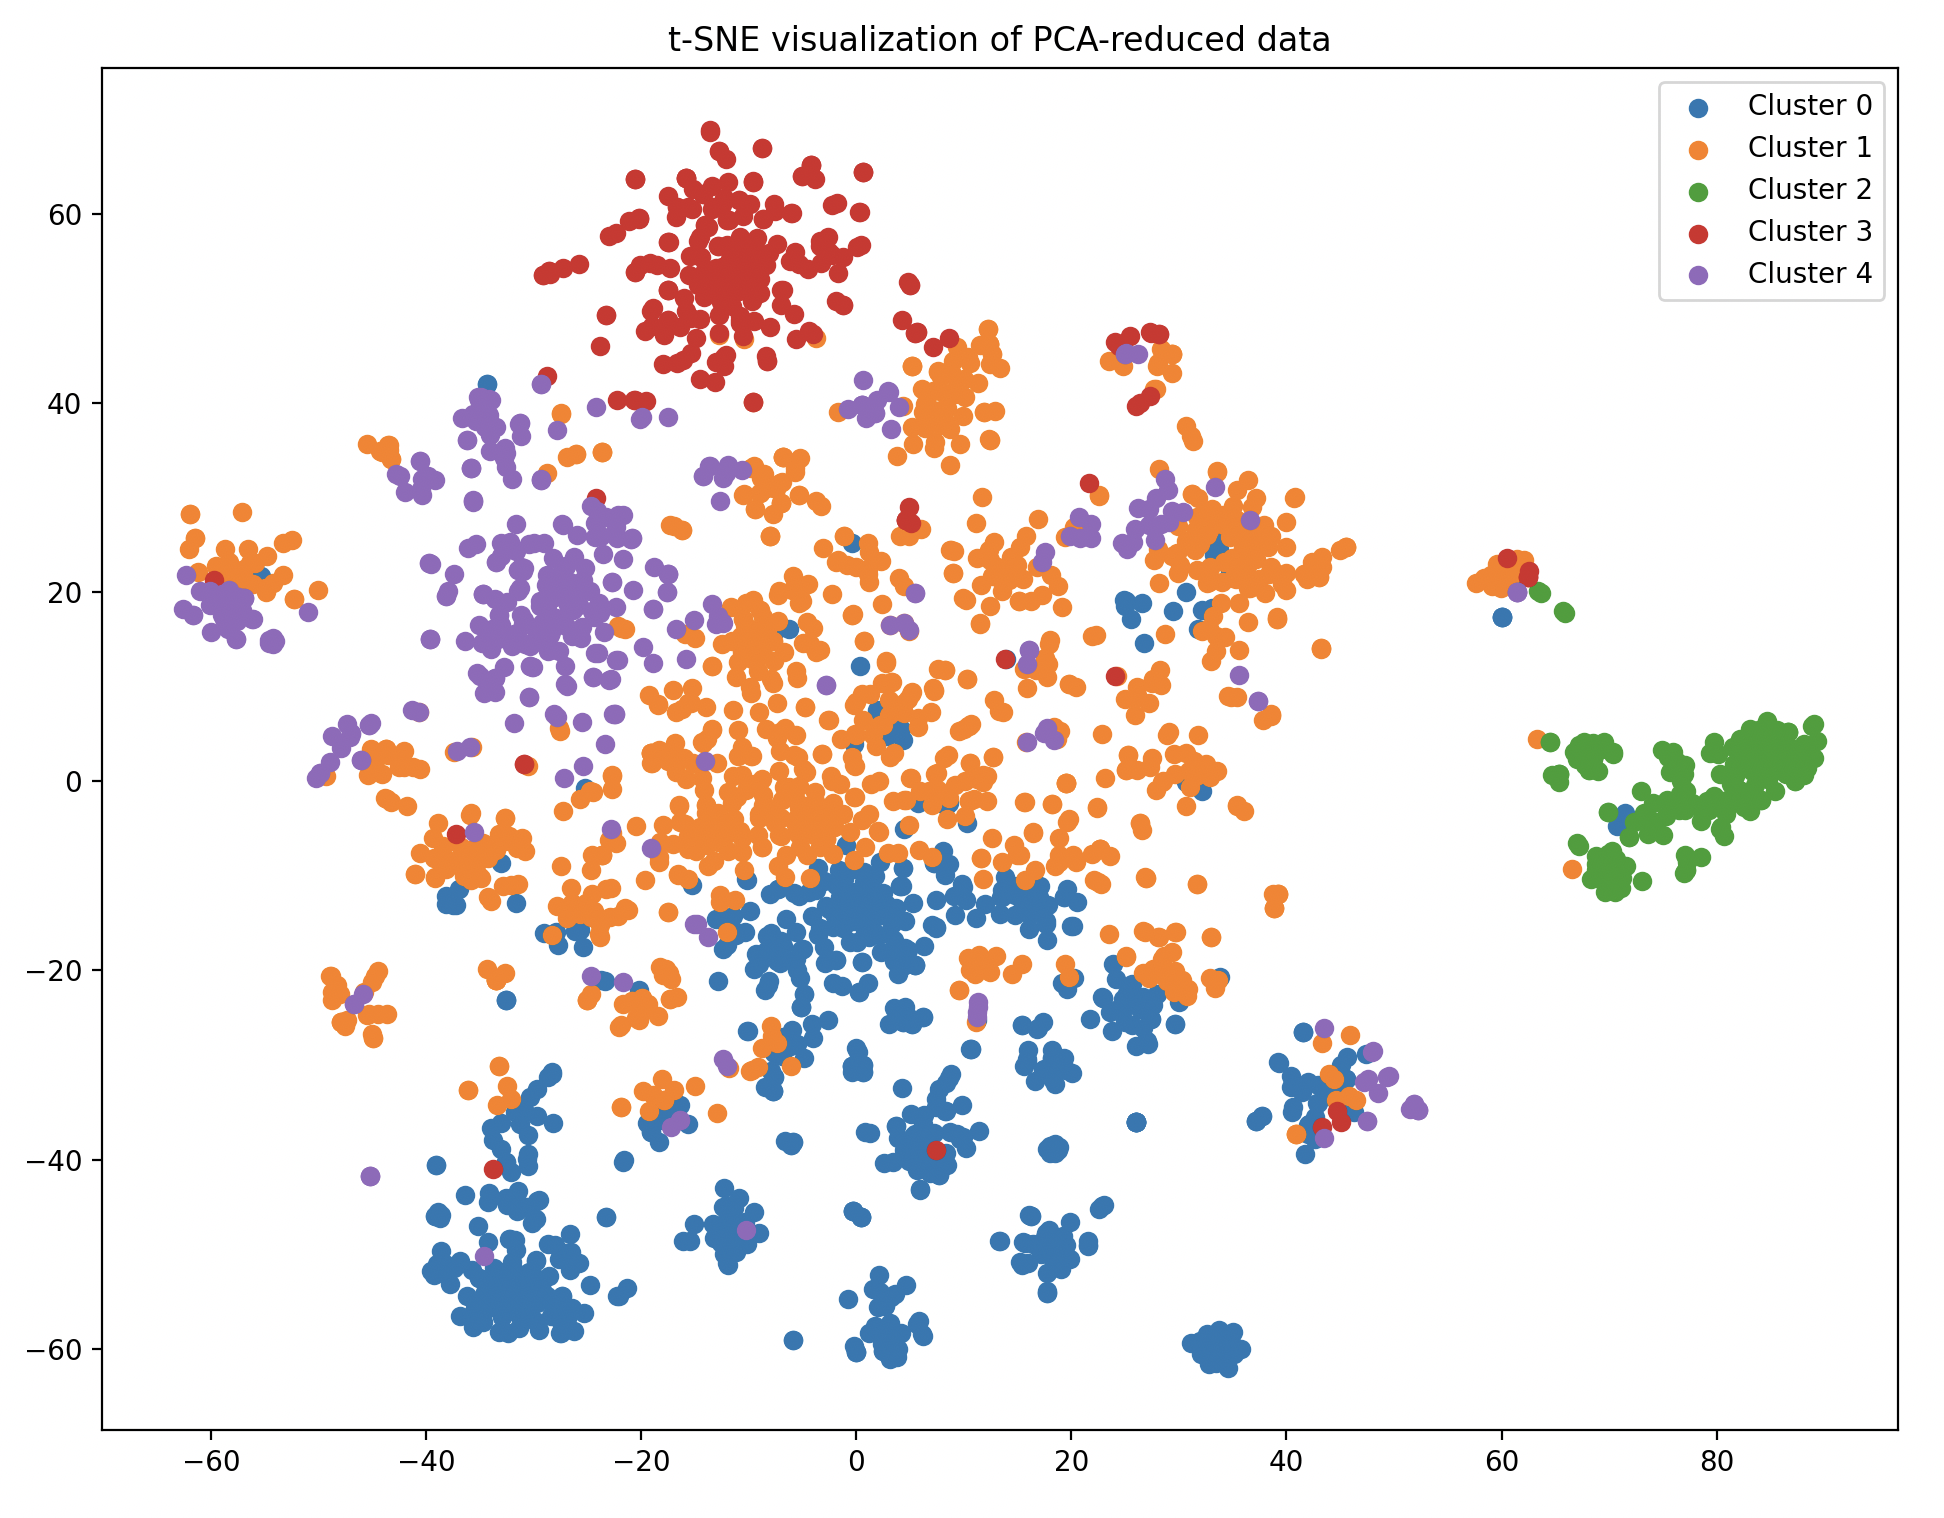 t-SNE visualization of PCA-reduced data
Cluster 0
Cluster 1
Cluster 2
Cluster 3
Cluster 4
60
40
20
0
−20
−40
−60
−60 −40 −20 0 20 40 60 80